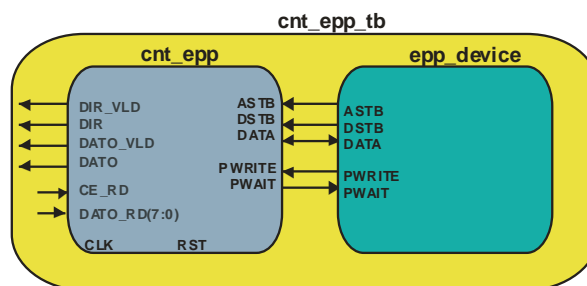 cnt_epp_tb
cnt_epp
epp_device
DIR_VLD
DIR
DATO_VLD
DATO
CE_RD
DATO_RD(7:0)
CLK RST
ASTB
DSTB
DATA
PWRITE
PWAIT
ASTB
DSTB
DATA
PWRITE
PWAIT